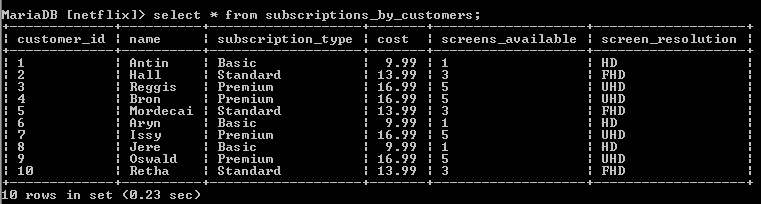 MariaDB [netflix]> select * from subscriptions_by_customers;
+-------------+----------+-------------------+-------+-------------------+-------------------+
| customer_id | name     | subscription_type | cost  | screens_available | screen_resolution |
+-------------+----------+-------------------+-------+-------------------+-------------------+
| 1           | Antin    | Basic             |  9.99 | 1                 | HD                |
| 2           | Hall     | Standard          | 13.99 | 3                 | FHD               |
| 3           | Reggis   | Premium           | 16.99 | 5                 | UHD               |
| 4           | Bron     | Premium           | 16.99 | 5                 | UHD               |
| 5           | Mordecai | Standard          | 13.99 | 3                 | FHD               |
| 6           | Aryn     | Basic             |  9.99 | 1                 | HD                |
| 7           | Issy     | Premium           | 16.99 | 5                 | UHD               |
| 8           | Jere     | Basic             |  9.99 | 1                 | HD                |
| 9           | Oswald   | Premium           | 16.99 | 5                 | UHD               |
| 10          | Retha    | Standard          | 13.99 | 3                 | FHD               |
+-------------+----------+-------------------+-------+-------------------+-------------------+
10 rows in set (0.23 sec)